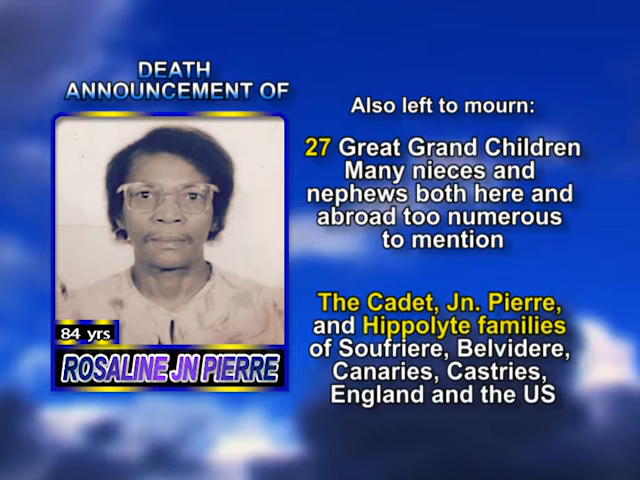 DEATH
ANNOUNCEMENT OF
84 yrs
ROSALINE JN PIERRE
Also left to mourn:
27 Great Grand Children
Many nieces and
nephews both here and
abroad too numerous
to mention
The Cadet, Jn. Pierre,
and Hippolyte families
of Soufriere, Belvidere,
Canaries, Castries,
England and the US